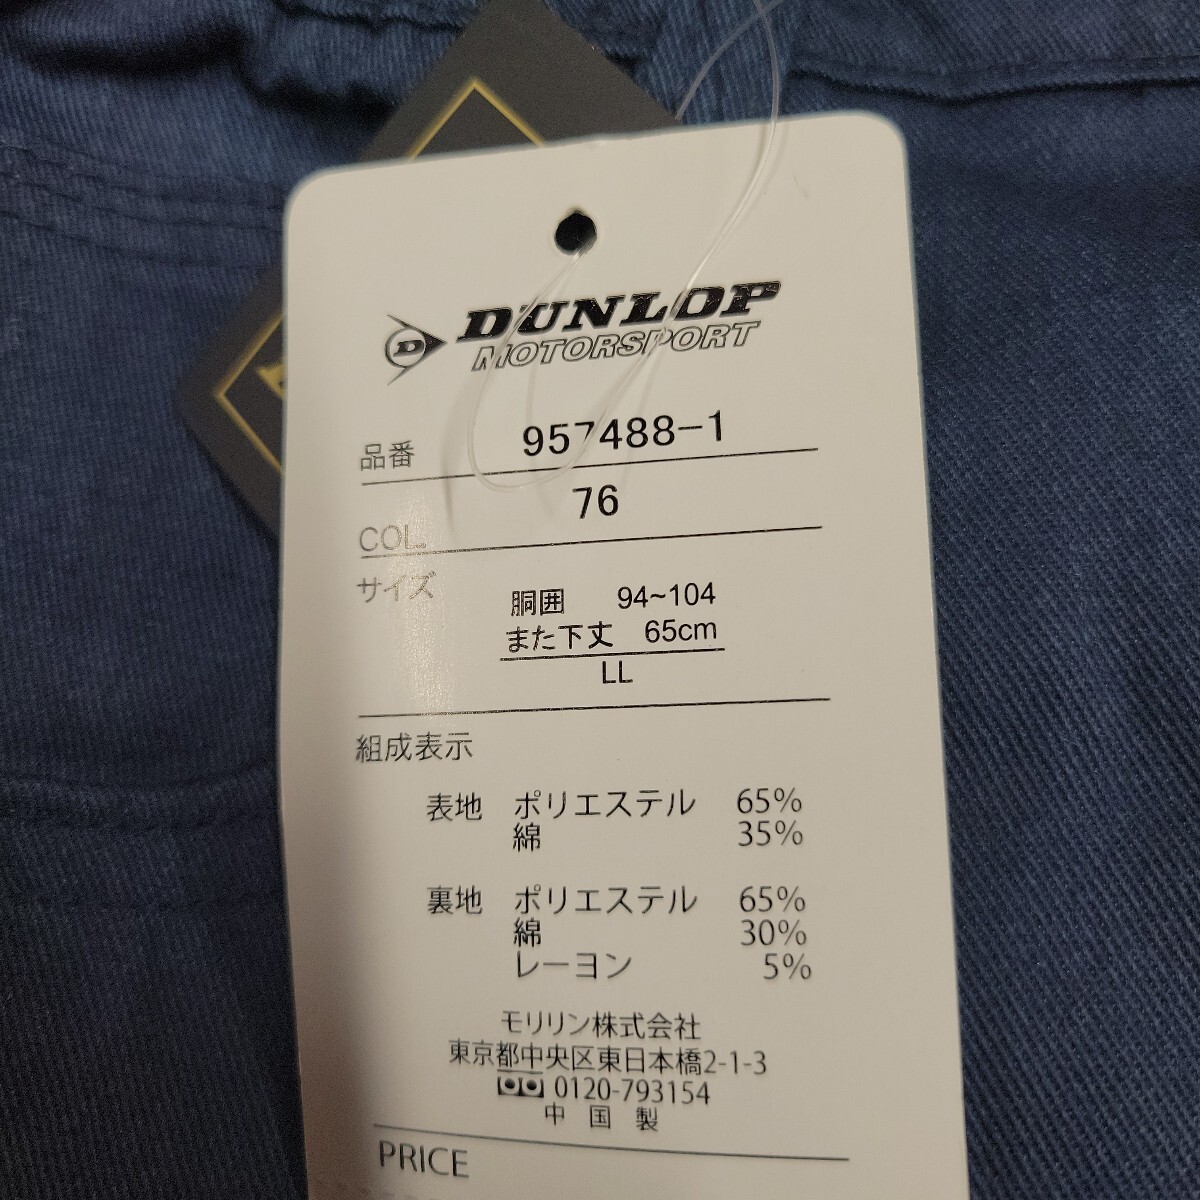 D DUNLOP
MOTORSPORT
品番 957488-1
COL. 76
サイズ
胴囲 94~104
また下丈 65cm
LL
組成表示
表地 ポリエステル 65%
綿 35%
裏地 ポリエステル 65%
綿 30%
レーヨン 5%
モリリン株式会社
東京都中央区東日本橋2-1-3
0120-793154
中国製
PRICE